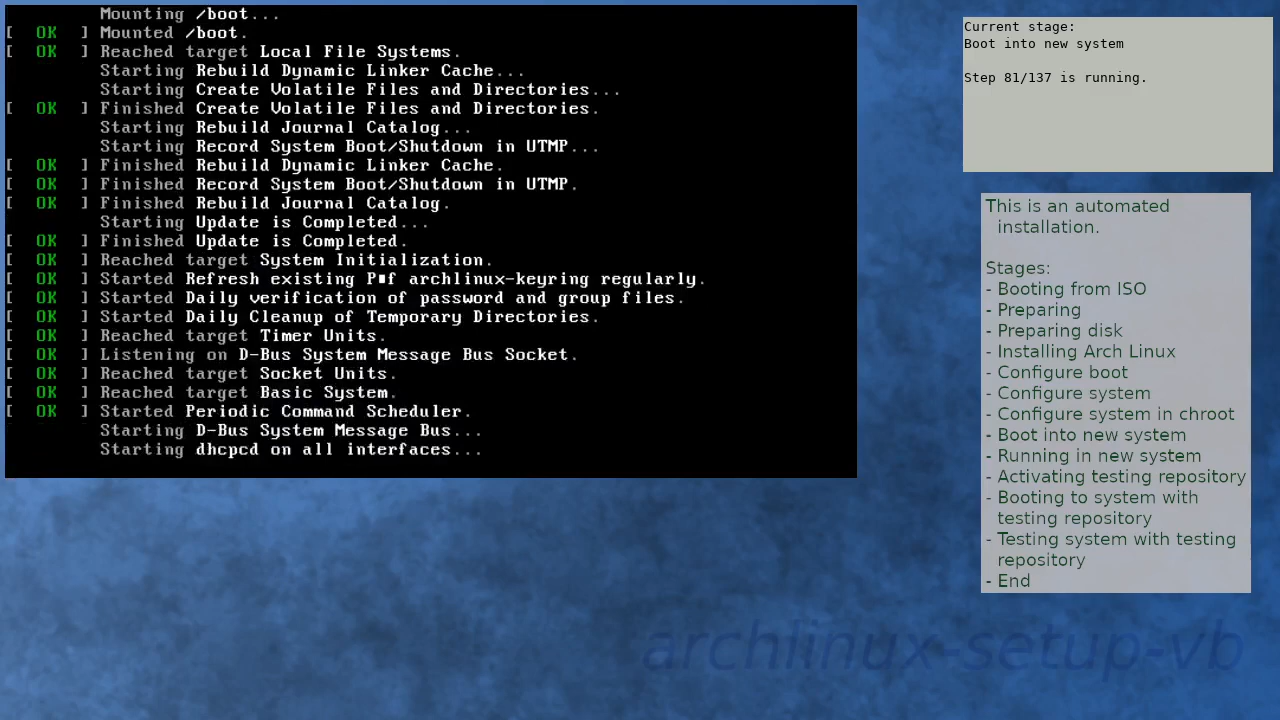 Mounting /boot...
[  OK  ] Mounted /boot.
[  OK  ] Reached target Local File Systems.
Starting Rebuild Dynamic Linker Cache...
Starting Create Volatile Files and Directories...
[  OK  ] Finished Create Volatile Files and Directories.
Starting Rebuild Journal Catalog...
Starting Record System Boot/Shutdown in UTMP...
[  OK  ] Finished Rebuild Dynamic Linker Cache.
[  OK  ] Finished Record System Boot/Shutdown in UTMP.
[  OK  ] Finished Rebuild Journal Catalog.
Starting Update is Completed...
[  OK  ] Finished Update is Completed.
[  OK  ] Reached target System Initialization.
[  OK  ] Started Refresh existing P■f archlinux-keyring regularly.
[  OK  ] Started Daily verification of password and group files.
[  OK  ] Started Daily Cleanup of Temporary Directories.
[  OK  ] Reached target Timer Units.
[  OK  ] Listening on D-Bus System Message Bus Socket.
[  OK  ] Reached target Socket Units.
[  OK  ] Reached target Basic System.
[  OK  ] Started Periodic Command Scheduler.
Starting D-Bus System Message Bus...
Starting dhcpcd on all interfaces...
Current stage:
Boot into new system
Step 81/137 is running.
This is an automated
installation.
Stages:
- Booting from ISO
- Preparing
- Preparing disk
- Installing Arch Linux
- Configure boot
- Configure system
- Configure system in chroot
- Boot into new system
- Running in new system
- Activating testing repository
- Booting to system with
testing repository
- Testing system with testing
repository
- End
archlinux-setup-vb